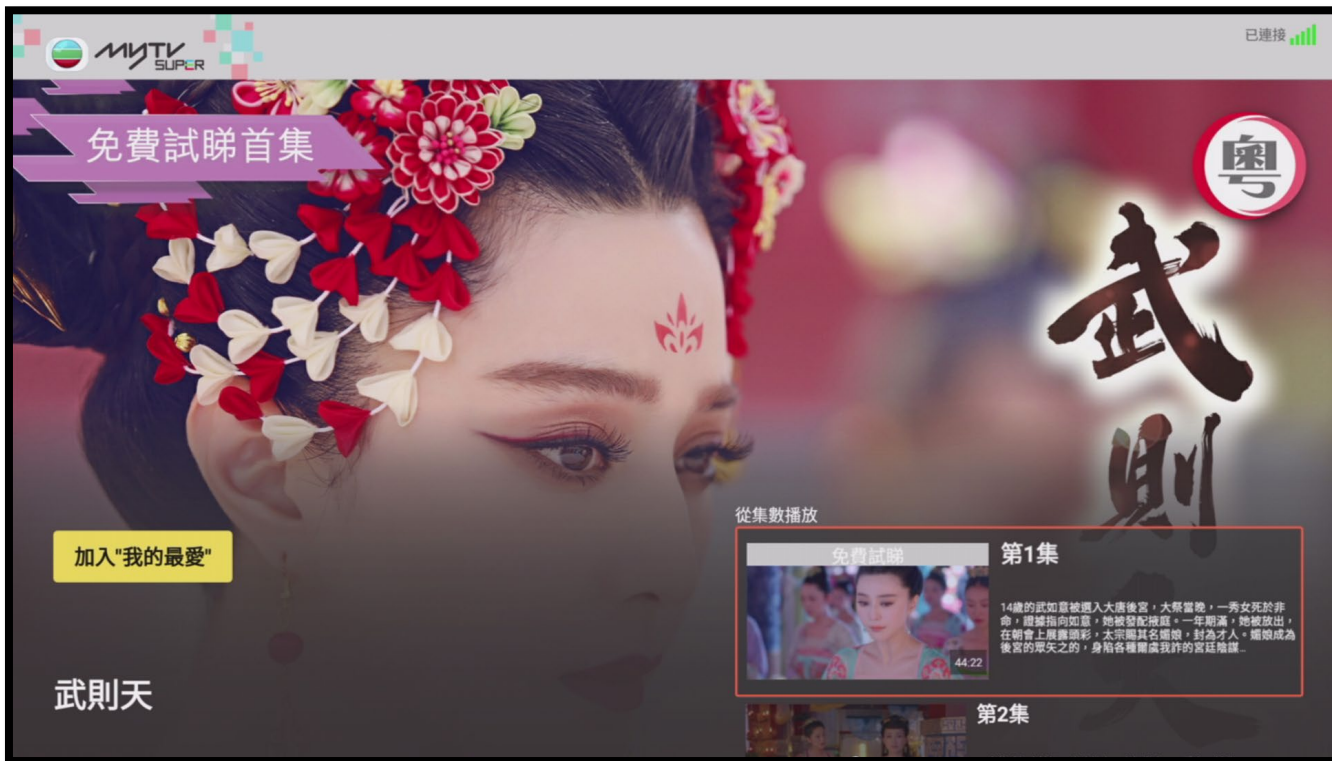 myTV
SUPER
已連接
免費試睇首集
粵
武
則
天
從集數播放
加入"我的最愛"
免費試睇
第1集
14歲的武如意被選入大唐後宮，大祭當晚，一秀女死於非
命，證據指向如意，她被發配掖庭。一年期滿，她被放出，
在朝會上展露頭彩，太宗賜其名媚娘，封為才人。媚娘成為
後宮的眾矢之的，身陷各種爾虞我詐的宮廷陰謀...
44:22
武則天
第2集